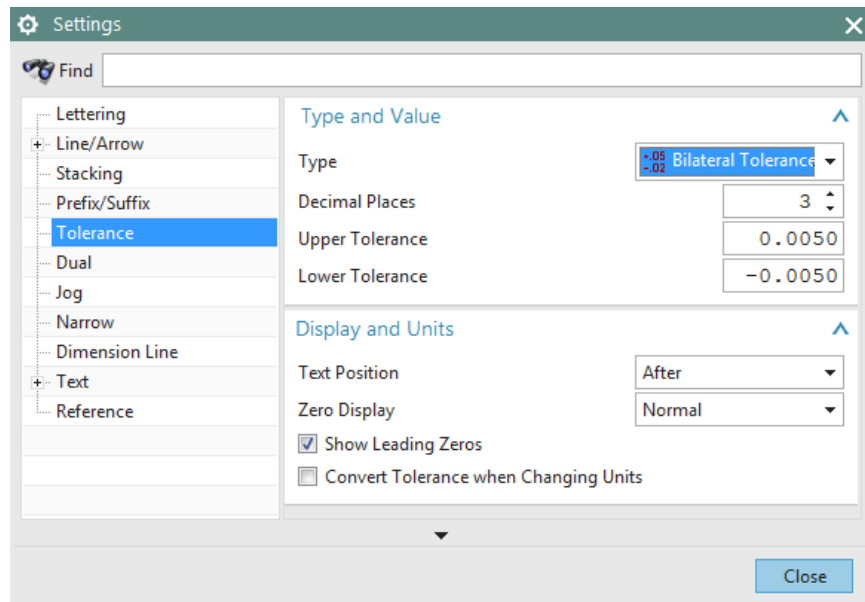 Settings
Find
Lettering
Line/Arrow
Stacking
Prefix/Suffix
Tolerance
Dual
Jog
Narrow
Dimension Line
Text
Reference
Type and Value
Type +.05 -.02 Bilateral Tolerance
Decimal Places 3
Upper Tolerance 0.0050
Lower Tolerance -0.0050
Display and Units
Text Position After
Zero Display Normal
Show Leading Zeros
Convert Tolerance when Changing Units
Close